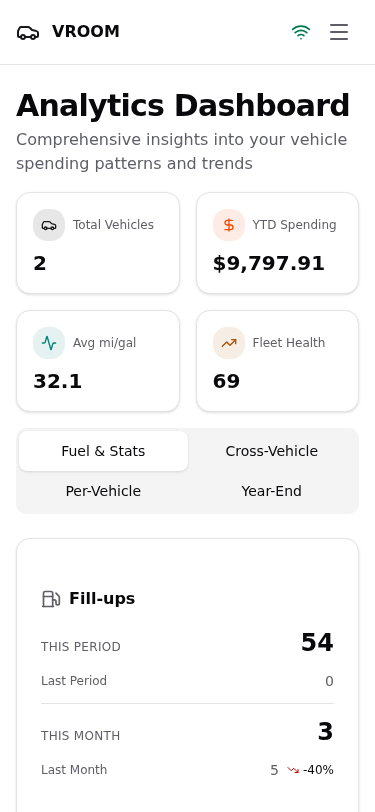 VROOM
Analytics Dashboard
Comprehensive insights into your vehicle
spending patterns and trends
Total Vehicles
2
YTD Spending
$9,797.91
Avg mi/gal
32.1
Fleet Health
69
Fuel & Stats
Cross-Vehicle
Per-Vehicle
Year-End
Fill-ups
THIS PERIOD 54
Last Period 0
THIS MONTH 3
Last Month 5 -40%